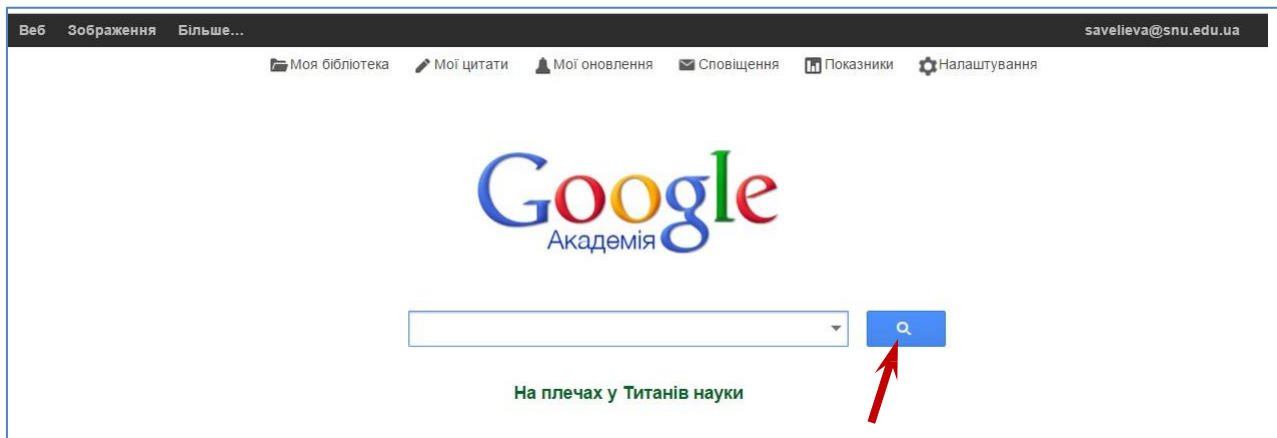 Веб Зображення Більше... savelieva@snu.edu.ua
Моя бібліотека Мої цитати Мої оновлення Сповіщення Показники Налаштування
Google
Академія
На плечах у Титанів науки